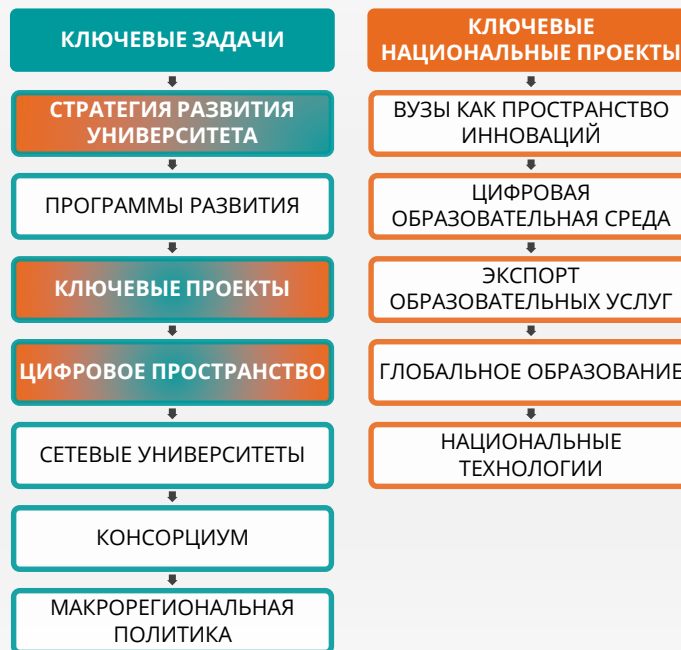 КЛЮЧЕВЫЕ ЗАДАЧИ
СТРАТЕГИЯ РАЗВИТИЯ
УНИВЕРСИТЕТА
ПРОГРАММЫ РАЗВИТИЯ
КЛЮЧЕВЫЕ ПРОЕКТЫ
ЦИФРОВОЕ ПРОСТРАНСТВО
СЕТЕВЫЕ УНИВЕРСИТЕТЫ
КОНСОРЦИУМ
МАКРОРЕГИОНАЛЬНАЯ
ПОЛИТИКА
КЛЮЧЕВЫЕ
НАЦИОНАЛЬНЫЕ ПРОЕКТЫ
ВУЗЫ КАК ПРОСТРАНСТВО
ИННОВАЦИЙ
ЦИФРОВАЯ
ОБРАЗОВАТЕЛЬНАЯ СРЕДА
ЭКСПОРТ
ОБРАЗОВАТЕЛЬНЫХ УСЛУГ
ГЛОБАЛЬНОЕ ОБРАЗОВАНИЕ
НАЦИОНАЛЬНЫЕ
ТЕХНОЛОГИИ